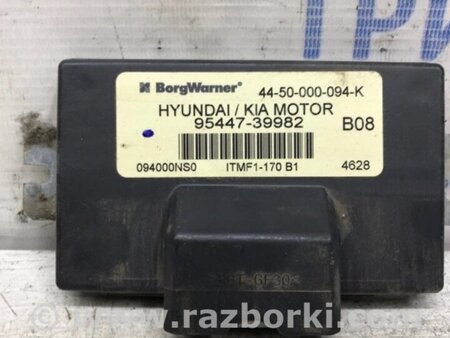 BorgWarner® 44-50-000-094-K
HYUNDAI / KIA MOTOR
95447-39982 B08
094000NS0 ITMF1-170 B1 4628
www.razborki.com